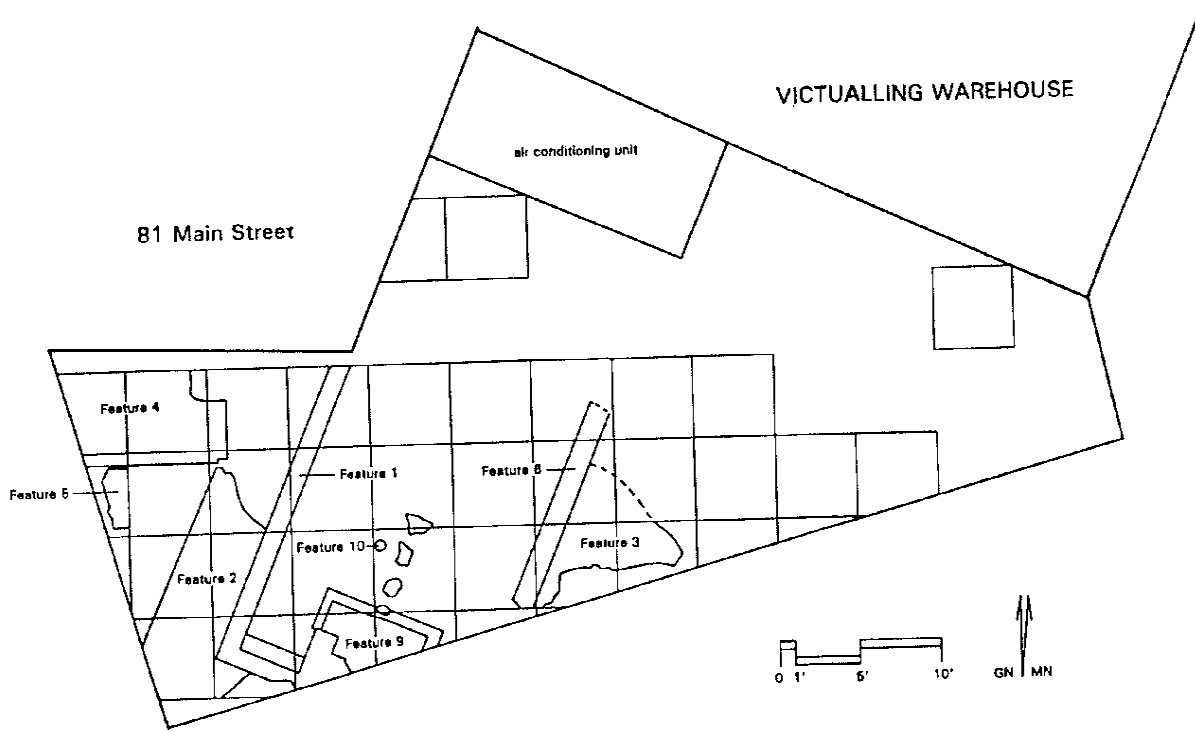 VICTUALLING WAREHOUSE
air conditioning unit
81 Main Street
Feature 4
Feature 1
Feature 6
Feature 5
Feature 10
Feature 3
Feature 2
Feature 9
0 1' 5' 10'
GN MN